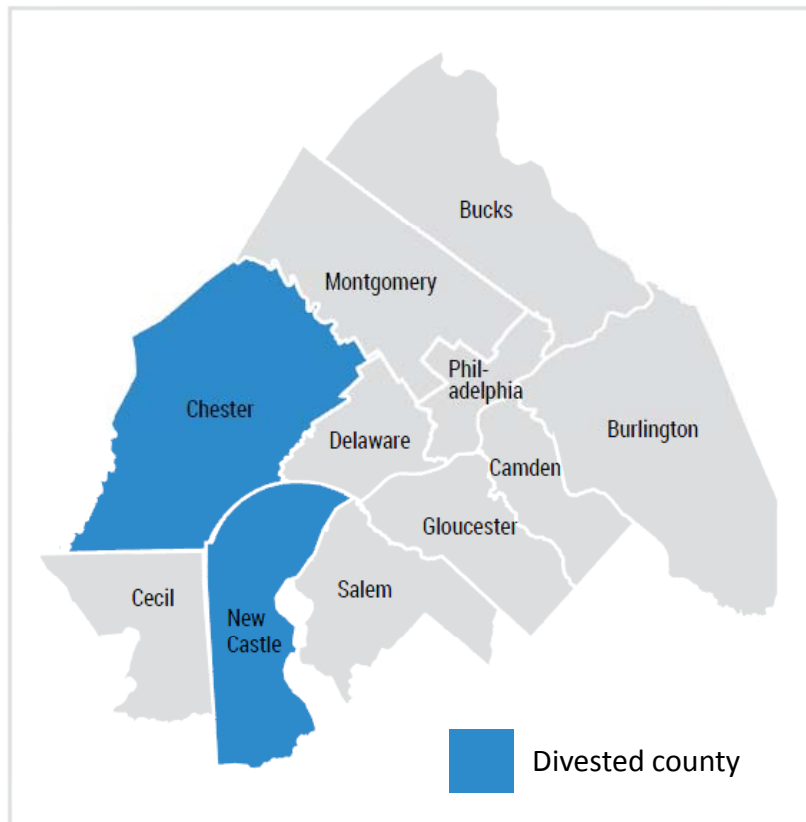 Bucks
Montgomery
Phil-
adelphia
Chester
Delaware
Burlington
Camden
Gloucester
Cecil
Salem
New
Castle
Divested county